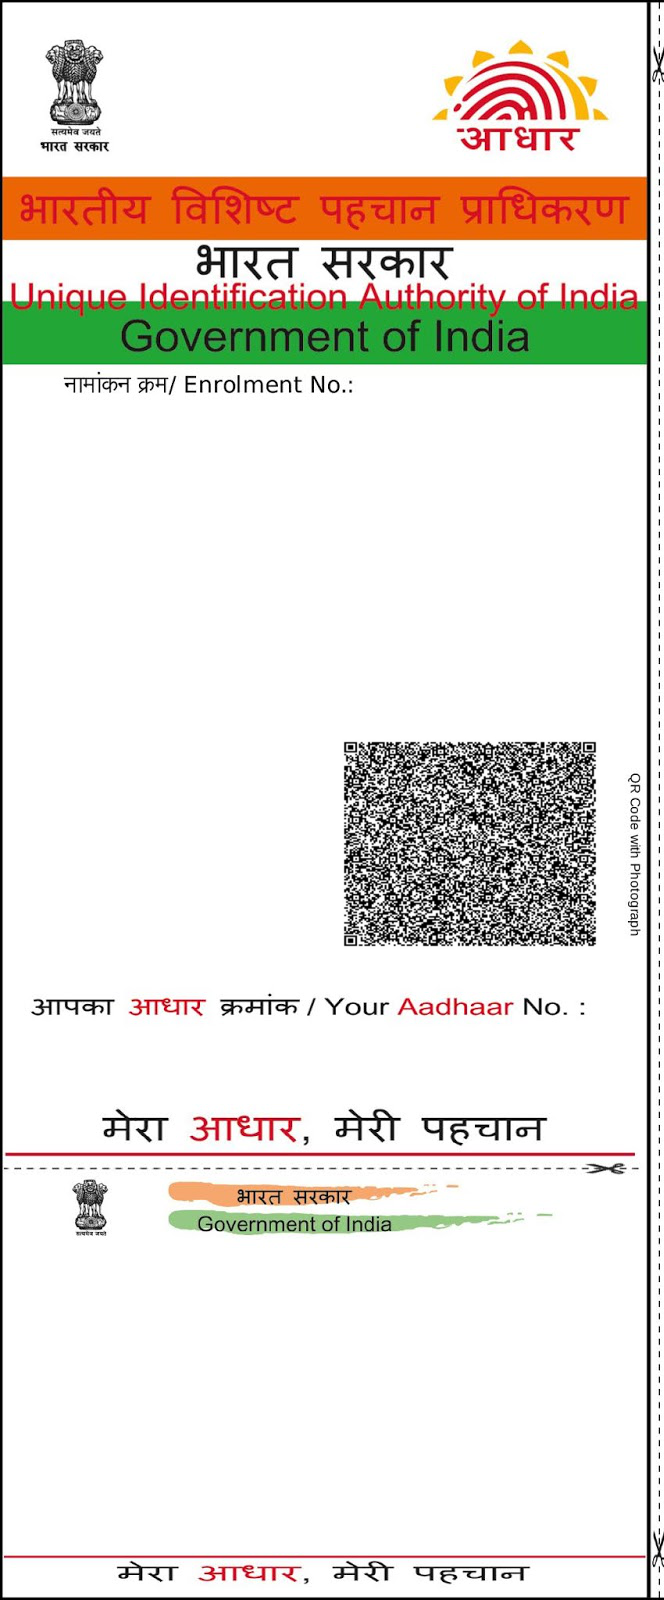 सत्यमेव जयते
भारत सरकार
आधार
भारतीय विशिष्ट पहचान प्राधिकरण
भारत सरकार
Unique Identification Authority of India
Government of India
नामांकन क्रम/ Enrolment No.:
QR Code with Photograph
आपका आधार क्रमांक / Your Aadhaar No. :
मेरा आधार, मेरी पहचान
सत्यमेव जयते
भारत सरकार
Government of India
मेरा आधार, मेरी पहचान